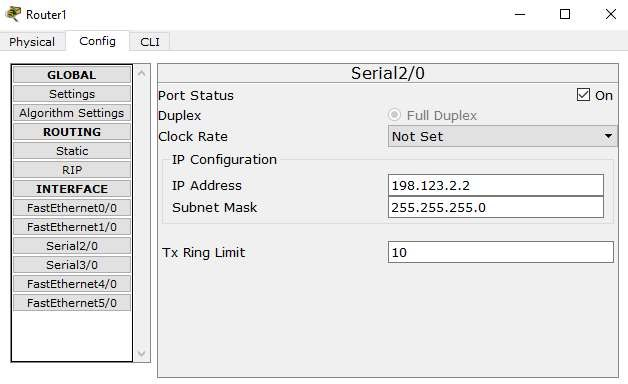 Router1
Physical Config CLI
GLOBAL
Settings
Algorithm Settings
ROUTING
Static
RIP
INTERFACE
FastEthernet0/0
FastEthernet1/0
Serial2/0
Serial3/0
FastEthernet4/0
FastEthernet5/0
Serial2/0
Port Status On
Duplex Full Duplex
Clock Rate Not Set
IP Configuration
IP Address 198.123.2.2
Subnet Mask 255.255.255.0
Tx Ring Limit 10